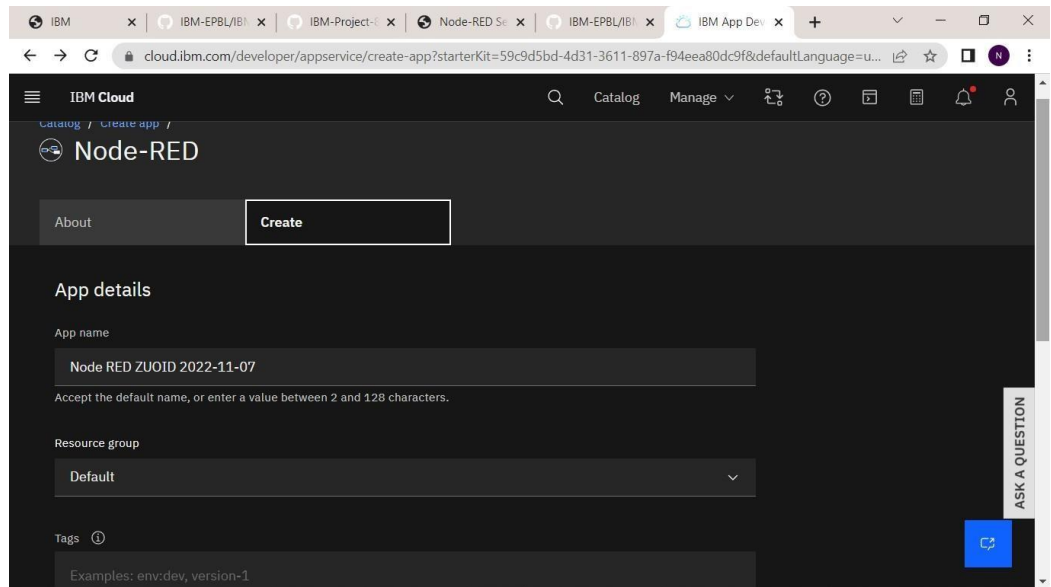 IBM
IBM-EPBL/IBM
IBM-Project-8
Node-RED Se
IBM-EPBL/IBM
IBM App Dev
cloud.ibm.com/developer/appservice/create-app?starterKit=59c9d5bd-4d31-3611-897a-f94eea80dc9f&defaultLanguage=u...
N
IBM Cloud
Catalog
Manage
Catalog / Create app /
Node-RED
About
Create
App details
App name
Node RED ZUOID 2022-11-07
Accept the default name, or enter a value between 2 and 128 characters.
Resource group
Default
ASK A QUESTION
Tags
Examples: env:dev, version-1